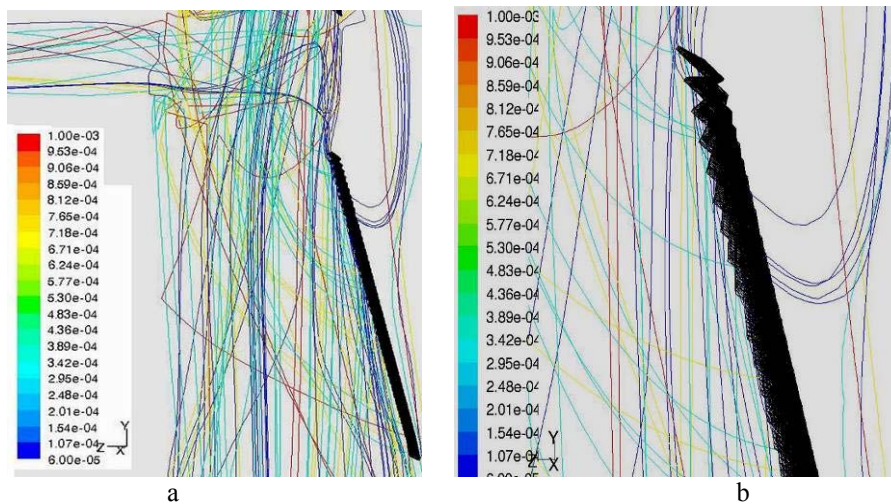 1.00e-03
9.53e-04
9.06e-04
8.59e-04
8.12e-04
7.65e-04
7.18e-04
6.71e-04
6.24e-04
5.77e-04
5.30e-04
4.83e-04
4.36e-04
3.89e-04
3.42e-04
2.95e-04
2.48e-04
2.01e-04
1.54e-04
1.07e-04
6.00e-05
Y
Z X
a
1.00e-03
9.53e-04
9.06e-04
8.59e-04
8.12e-04
7.65e-04
7.18e-04
6.71e-04
6.24e-04
5.77e-04
5.30e-04
4.83e-04
4.36e-04
3.89e-04
3.42e-04
2.95e-04
2.48e-04
2.01e-04
1.54e-04
1.07e-04
Y
Z X
b